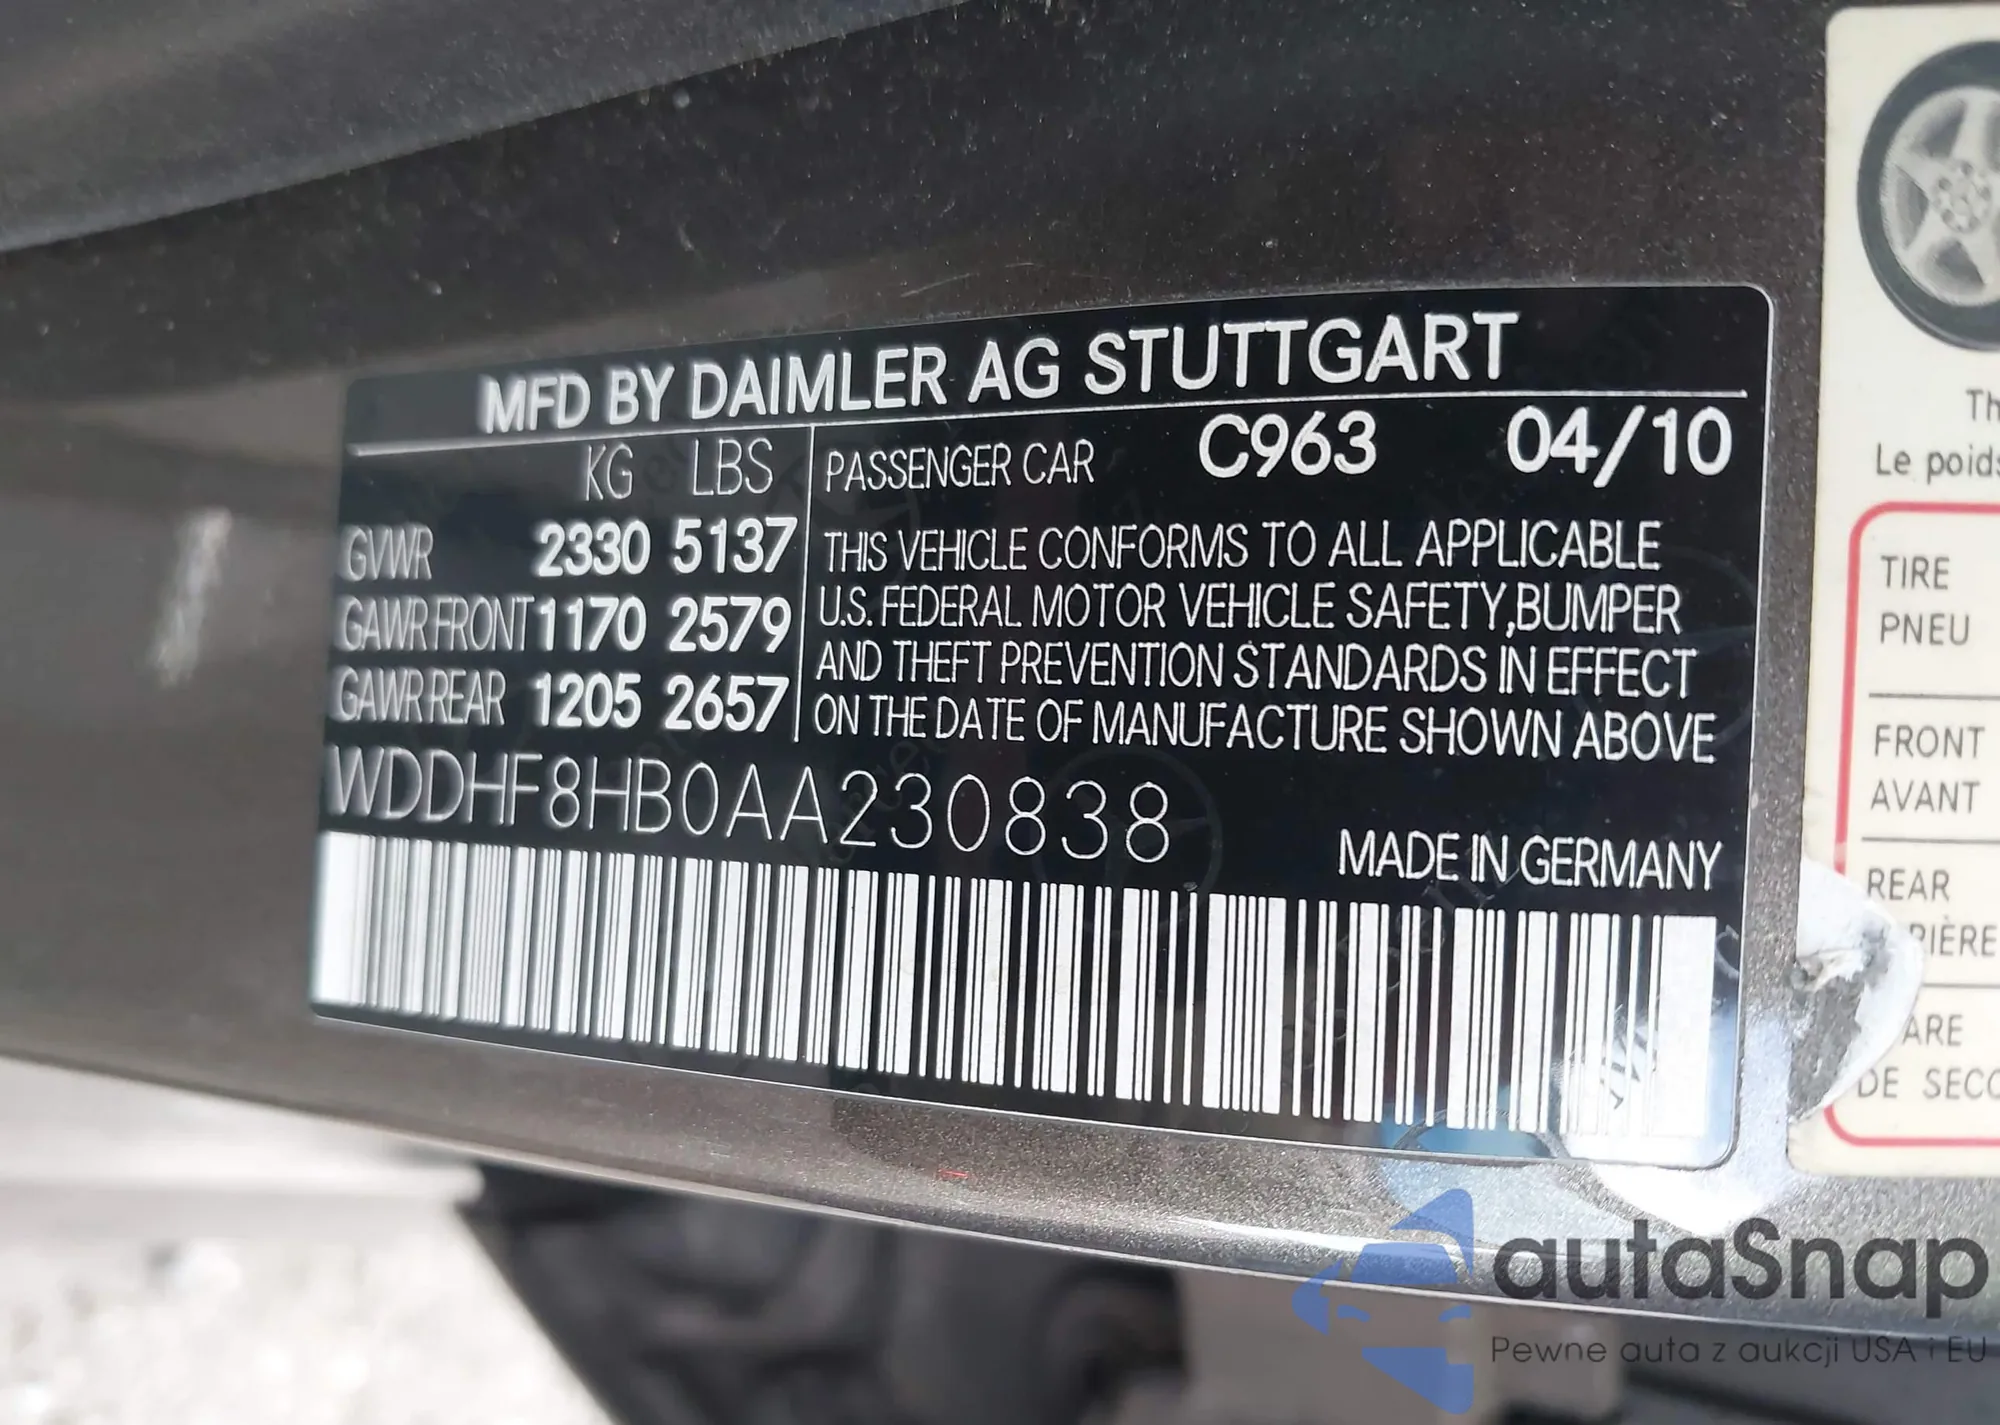 MFD BY DAIMLER AG STUTTGART
KG LBS
GVWR 2330 5137
GAWR FRONT 1170 2579
GAWR REAR 1205 2657
PASSENGER CAR C963 04/10
THIS VEHICLE CONFORMS TO ALL APPLICABLE
U.S. FEDERAL MOTOR VEHICLE SAFETY,BUMPER
AND THEFT PREVENTION STANDARDS IN EFFECT
ON THE DATE OF MANUFACTURE SHOWN ABOVE
WDDHF8HB0AA230838
MADE IN GERMANY
Le
TIRE
PNEU
FRONT
AVANT
REAR
DE
autaSnap
Pewne auta z aukcji USA i EU